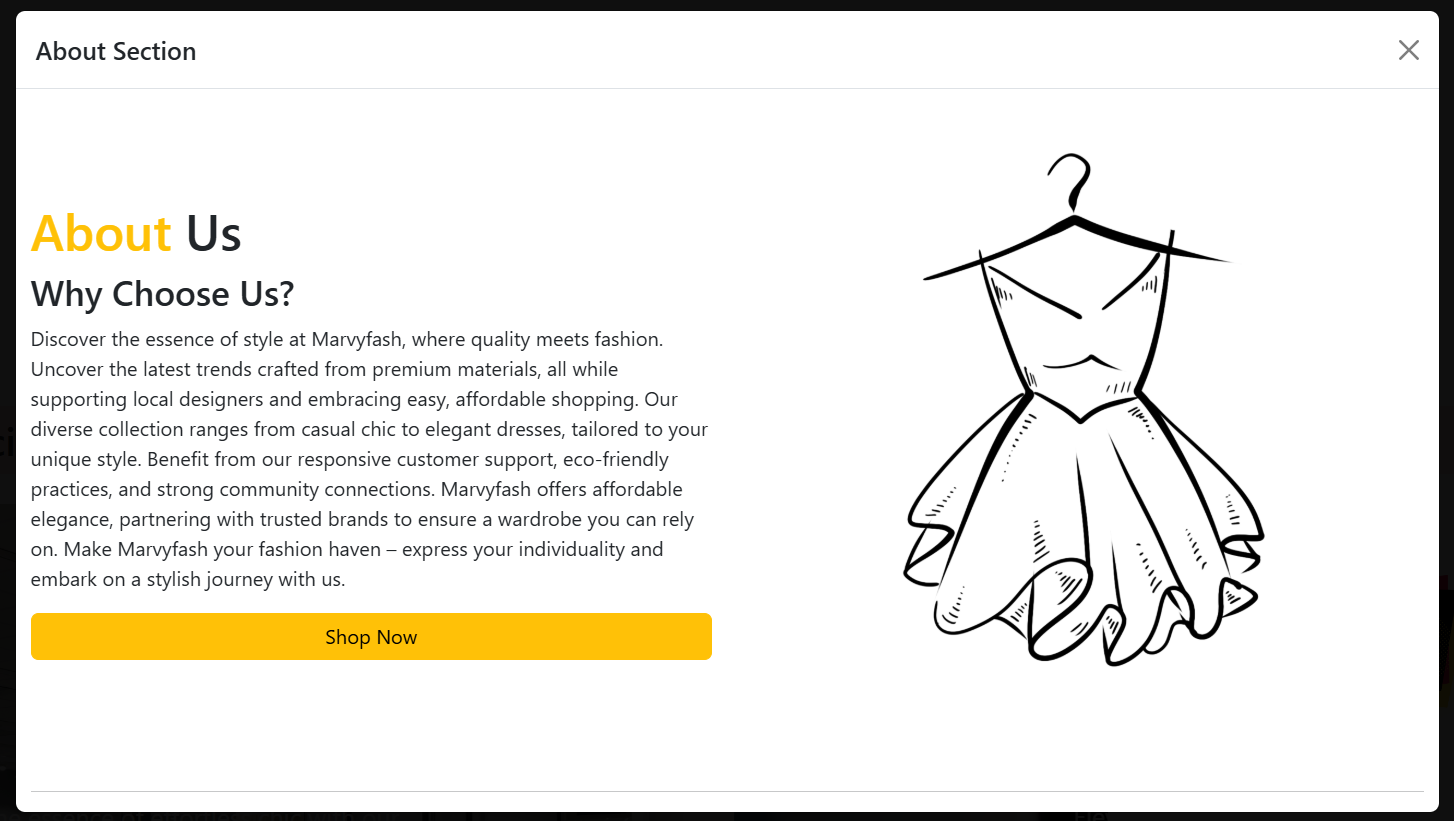 About Section
About Us
Why Choose Us?
Discover the essence of style at Marvyfash, where quality meets fashion.
Uncover the latest trends crafted from premium materials, all while
supporting local designers and embracing easy, affordable shopping. Our
diverse collection ranges from casual chic to elegant dresses, tailored to your
unique style. Benefit from our responsive customer support, eco-friendly
practices, and strong community connections. Marvyfash offers affordable
elegance, partnering with trusted brands to ensure a wardrobe you can rely
on. Make Marvyfash your fashion haven – express your individuality and
embark on a stylish journey with us.
Shop Now